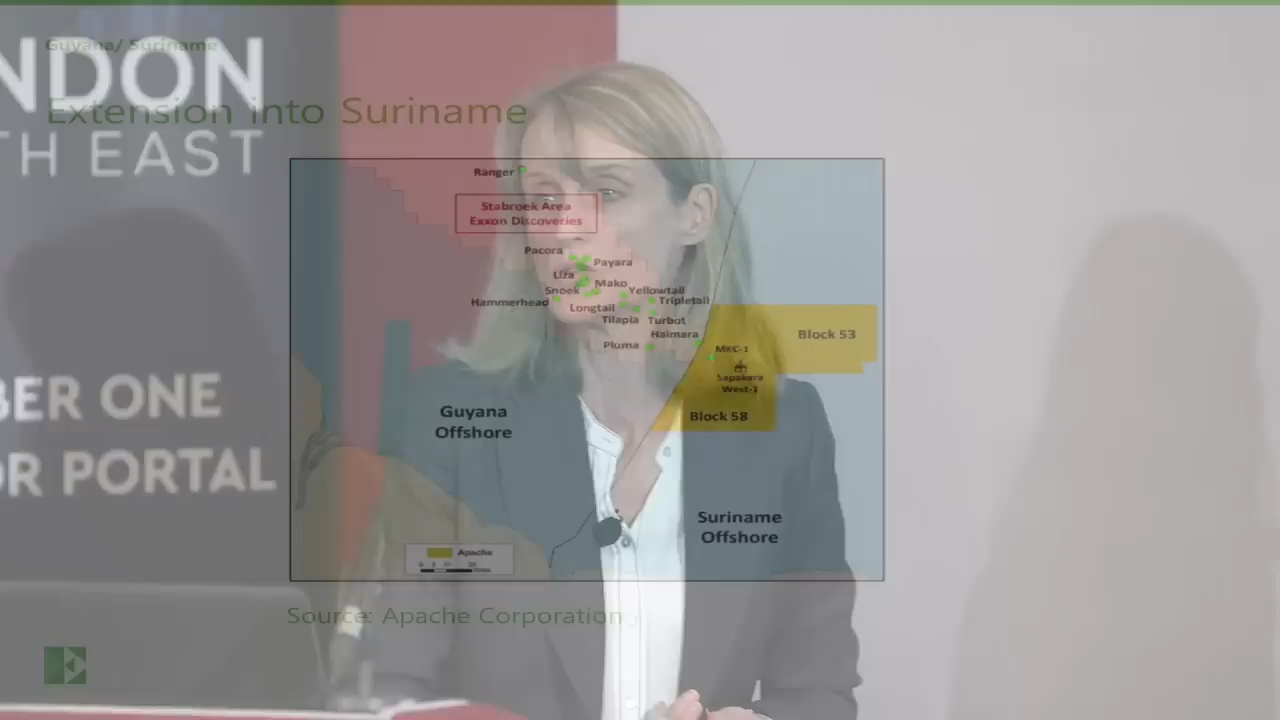 Guyana/ Suriname
NDON
Extension into Suriname
TH EAST
Ranger
Stabroek Area
Exxon Discoveries
Pacora
Payara
Liza
Mako
Snoek
Yellowtail
Hammerhead
Tripletail
Longtail
Tilapia
Turbot
Haimara
Pluma
Block 53
MKC-1
Sapakara
West-1
BER ONE
Guyana
Offshore
Block 58
OR PORTAL
Suriname
Offshore
Apache
Source: Apache Corporation